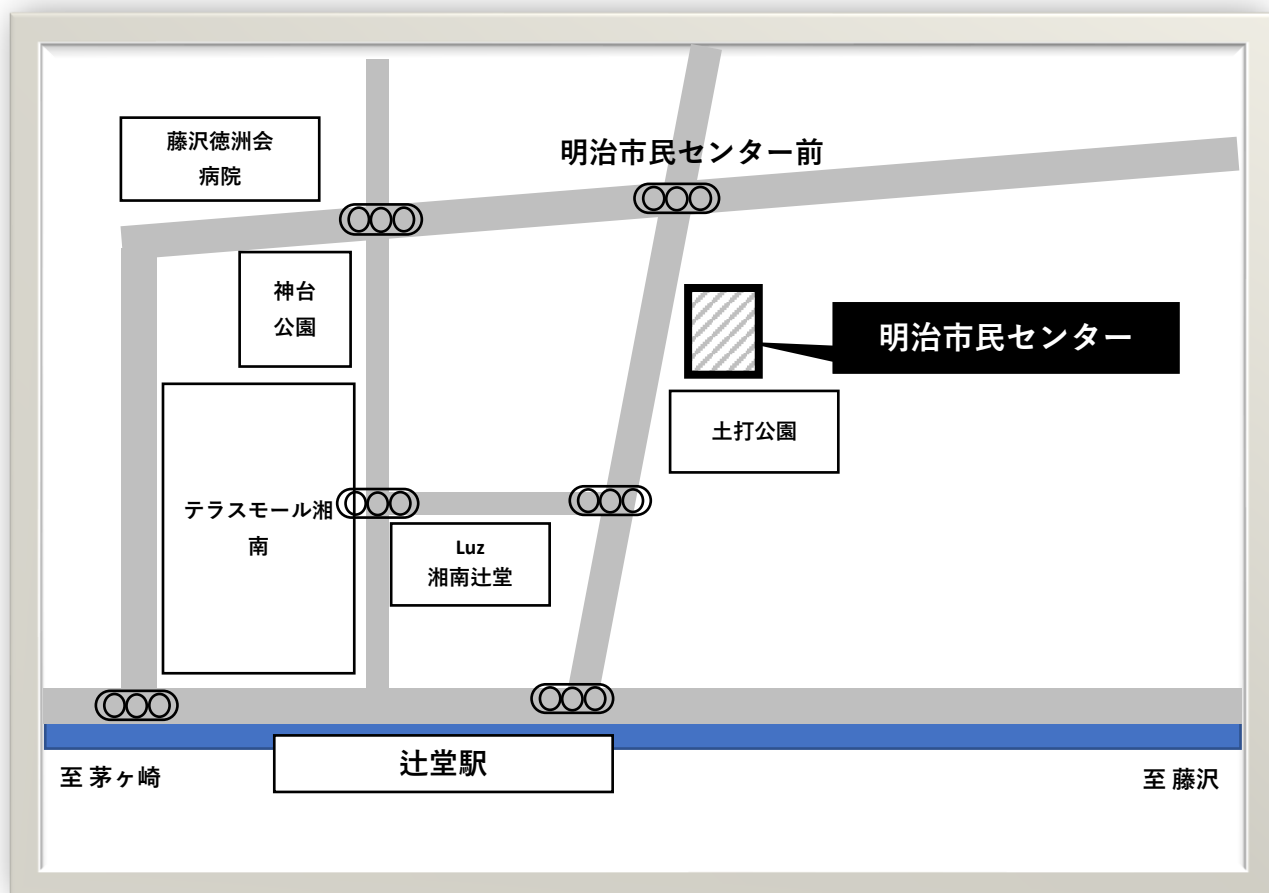 藤沢徳洲会
病院
明治市民センター前
神台
公園
明治市民センター
土打公園
テラスモール湘
南
Luz
湘南辻堂
辻堂駅
至 茅ヶ崎
至 藤沢